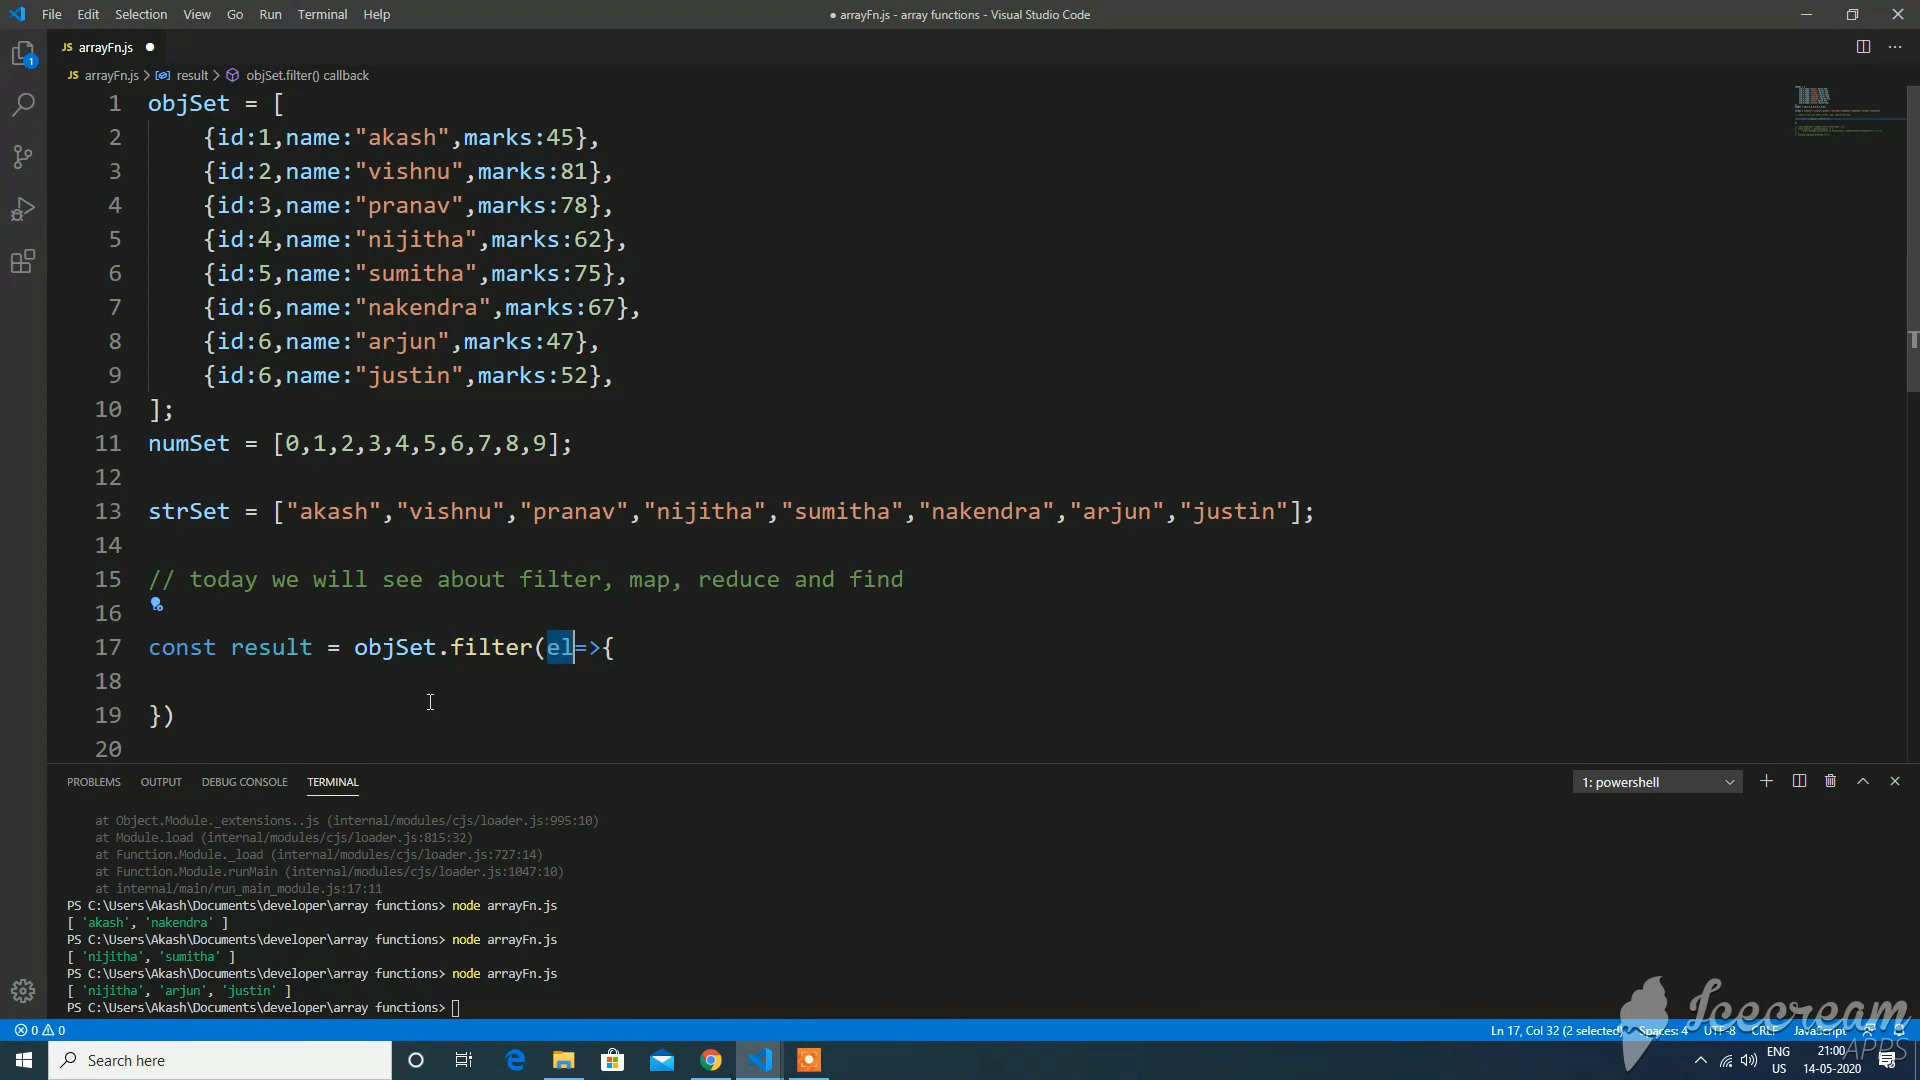 File Edit Selection View Go Run Terminal Help
● arrayFn.js - array functions - Visual Studio Code
JS arrayFn.js ●
JS arrayFn.js > result > objSet.filter() callback
1
1 objSet = [
2 {id:1,name:"akash",marks:45},
3 {id:2,name:"vishnu",marks:81},
4 {id:3,name:"pranav",marks:78},
5 {id:4,name:"nijitha",marks:62},
6 {id:5,name:"sumitha",marks:75},
7 {id:6,name:"nakendra",marks:67},
8 {id:6,name:"arjun",marks:47},
9 {id:6,name:"justin",marks:52},
10 ];
11 numSet = [0,1,2,3,4,5,6,7,8,9];
12
13 strSet = ["akash","vishnu","pranav","nijitha","sumitha","nakendra","arjun","justin"];
14
15 // today we will see about filter, map, reduce and find
16
17 const result = objSet.filter(el=>{
18
19 })
20
PROBLEMS OUTPUT DEBUG CONSOLE TERMINAL
1: powershell
at Object.Module._extensions..js (internal/modules/cjs/loader.js:995:10)
at Module.load (internal/modules/cjs/loader.js:815:32)
at Function.Module._load (internal/modules/cjs/loader.js:727:14)
at Function.Module.runMain (internal/modules/cjs/loader.js:1047:10)
at internal/main/run_main_module.js:17:11
PS C:\Users\Akash\Documents\developer\array functions> node arrayFn.js
[ 'akash', 'nakendra' ]
PS C:\Users\Akash\Documents\developer\array functions> node arrayFn.js
[ 'nijitha', 'sumitha' ]
PS C:\Users\Akash\Documents\developer\array functions> node arrayFn.js
[ 'nijitha', 'arjun', 'justin' ]
PS C:\Users\Akash\Documents\developer\array functions>
0 0
Ln 17, Col 32 (2 selected) Spaces: 4 UTF-8 CRLF JavaScript
Icecream
APPS
Search here
ENG
US
21:00
14-05-2020